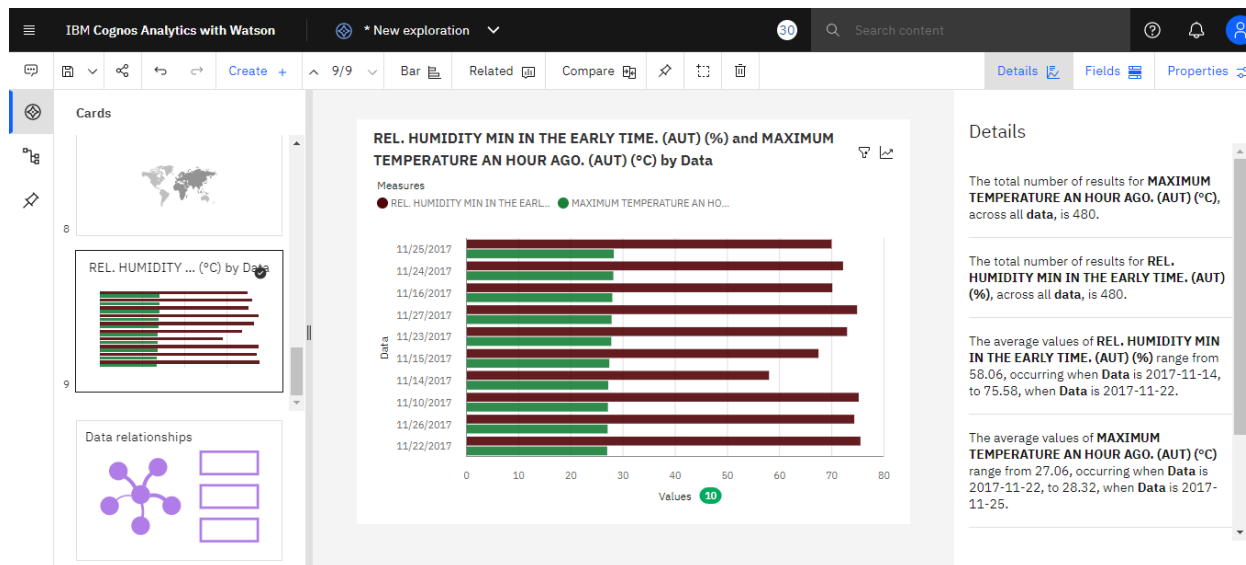 IBM Cognos Analytics with Watson
* New exploration
30
Search content
Create +
9/9
Bar
Related
Compare
Details
Fields
Properties
Cards
8
REL. HUMIDITY ... (°C) by Data
9
Data relationships
REL. HUMIDITY MIN IN THE EARLY TIME. (AUT) (%) and MAXIMUM
TEMPERATURE AN HOUR AGO. (AUT) (°C) by Data
Measures
REL. HUMIDITY MIN IN THE EARL...
MAXIMUM TEMPERATURE AN HO...
Data
11/25/2017
11/24/2017
11/16/2017
11/27/2017
11/23/2017
11/15/2017
11/14/2017
11/10/2017
11/26/2017
11/22/2017
0 10 20 30 40 50 60 70 80
Values 10
Details
The total number of results for MAXIMUM
TEMPERATURE AN HOUR AGO. (AUT) (°C),
across all data, is 480.
The total number of results for REL.
HUMIDITY MIN IN THE EARLY TIME. (AUT)
(%), across all data, is 480.
The average values of REL. HUMIDITY MIN
IN THE EARLY TIME. (AUT) (%) range from
58.06, occurring when Data is 2017-11-14,
to 75.58, when Data is 2017-11-22.
The average values of MAXIMUM
TEMPERATURE AN HOUR AGO. (AUT) (°C)
range from 27.06, occurring when Data is
2017-11-22, to 28.32, when Data is 2017-
11-25.